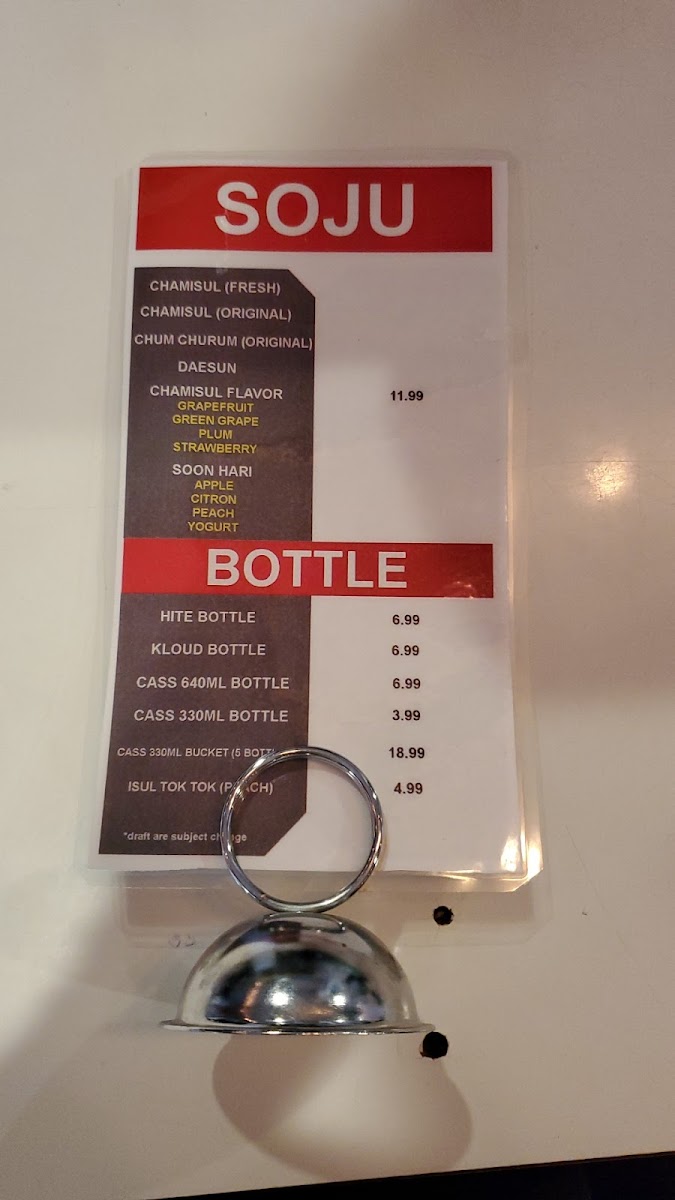 SOJU
CHAMISUL (FRESH)
CHAMISUL (ORIGINAL)
CHUM CHURUM (ORIGINAL)
DAESUN
CHAMISUL FLAVOR 11.99
GRAPEFRUIT
GREEN GRAPE
PLUM
STRAWBERRY
SOON HARI
APPLE
CITRON
PEACH
YOGURT
BOTTLE
HITE BOTTLE 6.99
KLOUD BOTTLE 6.99
CASS 640ML BOTTLE 6.99
CASS 330ML BOTTLE 3.99
CASS 330ML BUCKET (5 18.99
ISUL TOK TOK (PEACH) 4.99
*draft are subject change